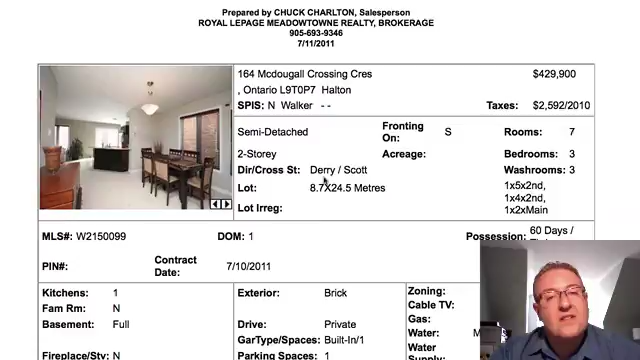 Prepared by CHUCK CHARLTON, Salesperson
ROYAL LEPAGE MEADOWTOWNE REALTY, BROKERAGE
905-693-9346
7/11/2011
164 Mcdougall Crossing Cres $429,900
, Ontario L9T0P7 Halton
SPIS: N Walker - - Taxes: $2,592/2010
Semi-Detached Fronting On: S Rooms: 7
2-Storey Acreage: Bedrooms: 3
Dir/Cross St: Derry / Scott Washrooms: 3
Lot: 8.7X24.5 Metres 1x5x2nd,
1x4x2nd,
Lot Irreg: 1x2xMain
MLS#: W2150099 DOM: 1 Possession: 60 Days /
PIN#: Contract Date: 7/10/2011
Kitchens: 1 Exterior: Brick Zoning:
Fam Rm: N Cable TV:
Basement: Full Drive: Private Gas:
GarType/Spaces: Built-In/1 Water:
Fireplace/Stv: N Parking Spaces: 1 Water